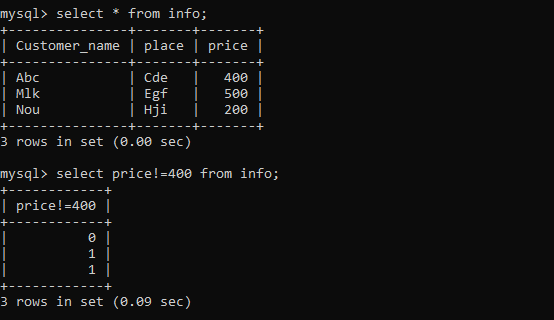 mysql> select * from info;
+---------------+-------+-------+
| Customer_name | place | price |
+---------------+-------+-------+
| Abc           | Cde   |   400 |
| Mlk           | Egf   |   500 |
| Nou           | Hji   |   200 |
+---------------+-------+-------+
3 rows in set (0.00 sec)
mysql> select price!=400 from info;
+------------+
| price!=400 |
+------------+
|          0 |
|          1 |
|          1 |
+------------+
3 rows in set (0.09 sec)